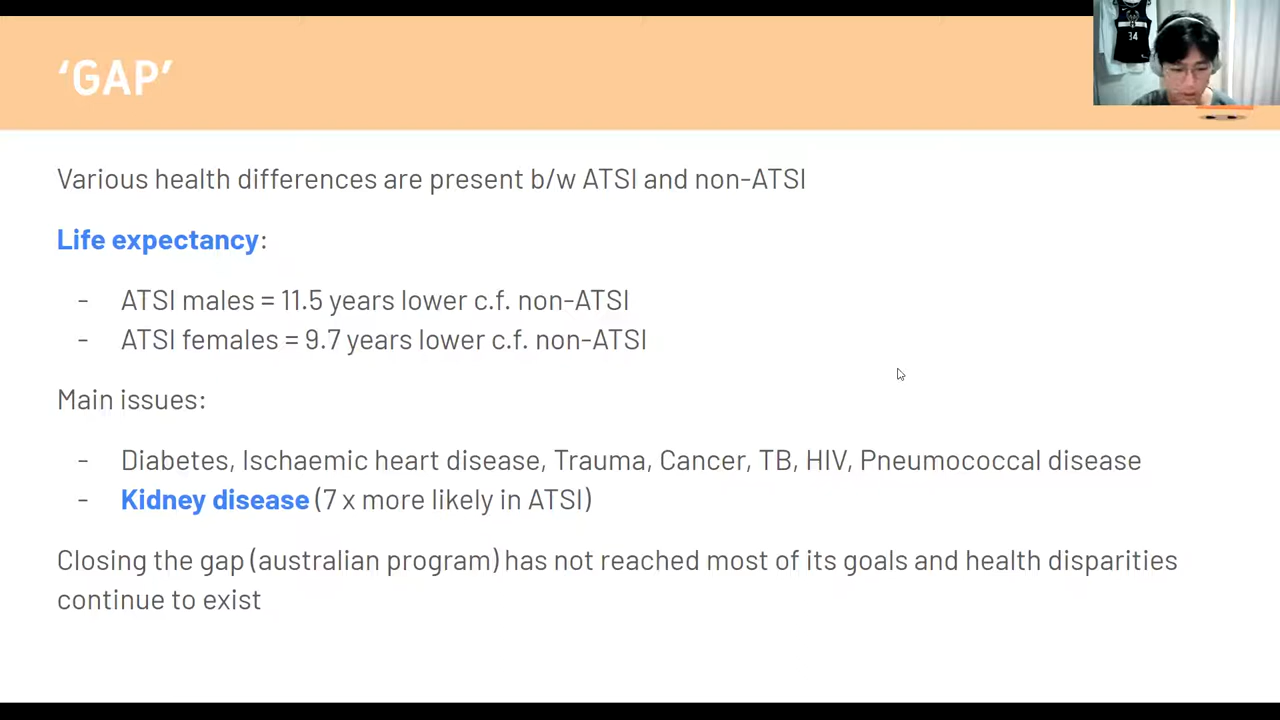 ‘GAP’
34
Various health differences are present b/w ATSI and non-ATSI
Life expectancy:
- ATSI males = 11.5 years lower c.f. non-ATSI
- ATSI females = 9.7 years lower c.f. non-ATSI
Main issues:
- Diabetes, Ischaemic heart disease, Trauma, Cancer, TB, HIV, Pneumococcal disease
- Kidney disease (7 x more likely in ATSI)
Closing the gap (australian program) has not reached most of its goals and health disparities
continue to exist